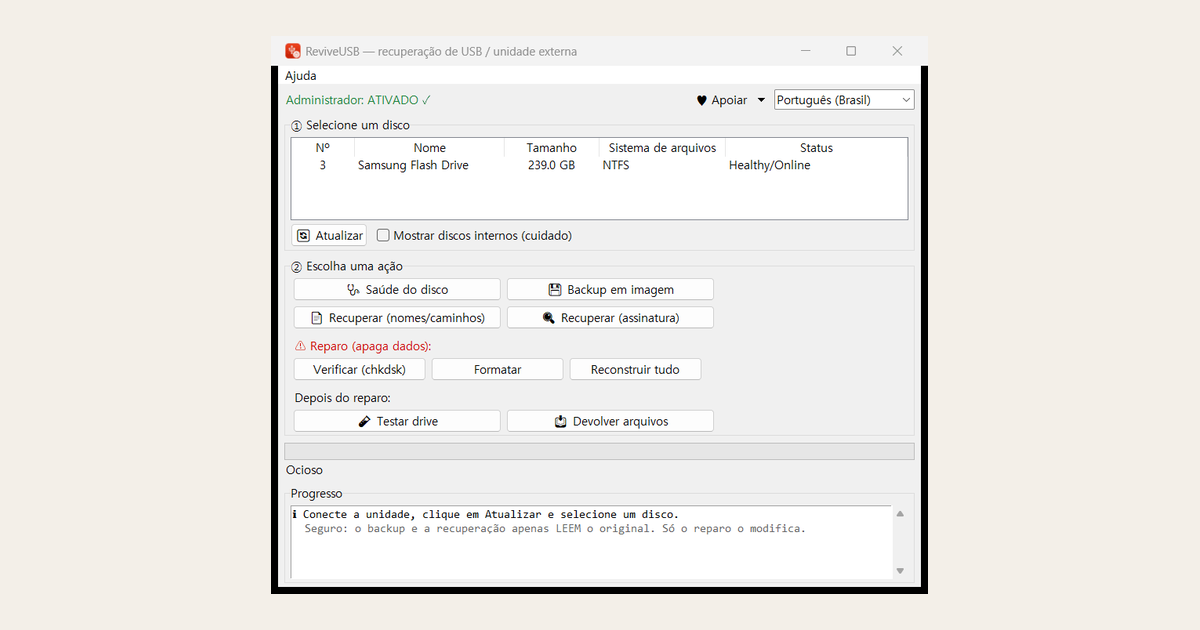 ReviveUSB — recuperação de USB / unidade externa
Ajuda
Administrador: ATIVADO ✓
♥ Apoiar
Português (Brasil)
① Selecione um disco
Nº Nome Tamanho Sistema de arquivos Status
3 Samsung Flash Drive 239.0 GB NTFS Healthy/Online
Atualizar
Mostrar discos internos (cuidado)
② Escolha uma ação
Saúde do disco
Backup em imagem
Recuperar (nomes/caminhos)
Recuperar (assinatura)
⚠ Reparo (apaga dados):
Verificar (chkdsk)
Formatar
Reconstruir tudo
Depois do reparo:
Testar drive
Devolver arquivos
Ocioso
Progresso
ℹ Conecte a unidade, clique em Atualizar e selecione um disco.
Seguro: o backup e a recuperação apenas LEEM o original. Só o reparo o modifica.